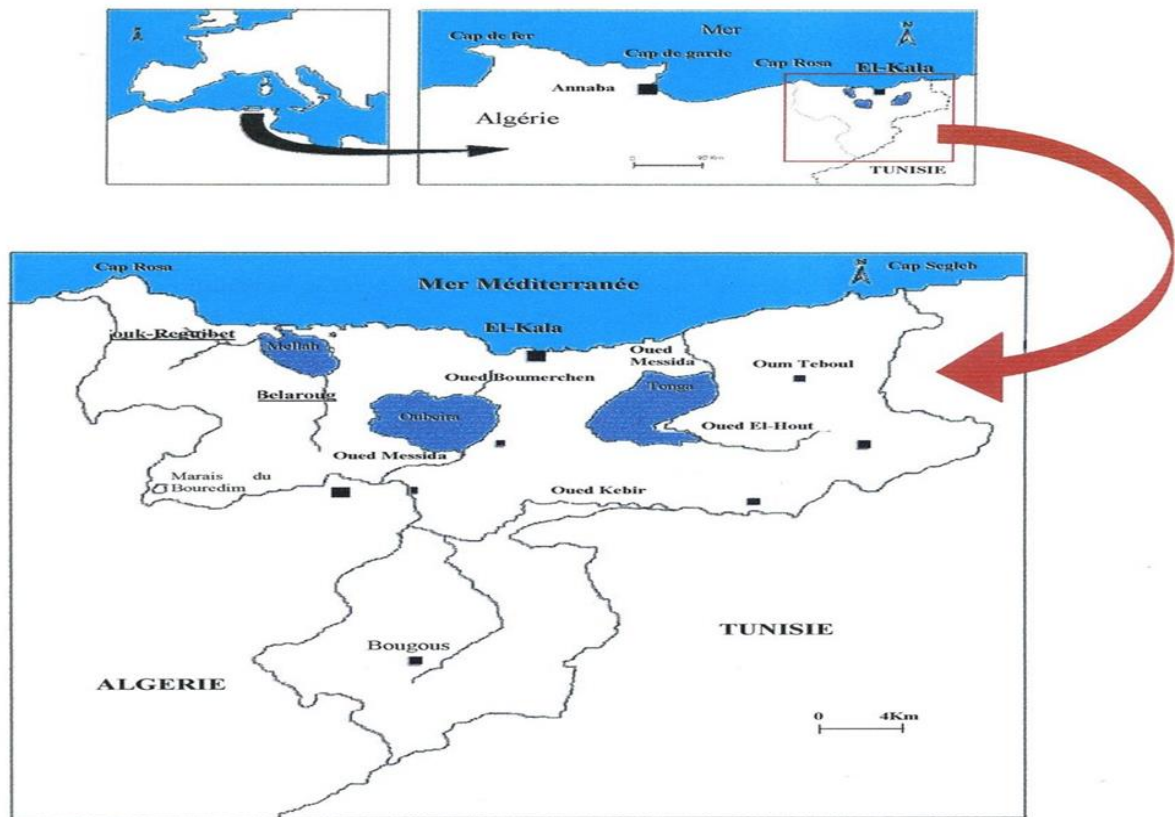 N
Mer
N
Cap de fer
Cap de garde
Cap Rosa
El-Kala
Annaba
Algérie
0
Km
TUNISIE
Cap Rosa
N
Cap Segleb
Mer Méditerranée
El-Kala
ouk-Reguibet
Mellah
Oued
Messida
Oum Teboul
Oued Boumerchen
Tonga
Belaroug
Oubeira
Oued El-Hout
Oued Messida
Marais du
Bouredim
Oued Kebir
TUNISIE
Bougous
ALGERIE
0 4Km